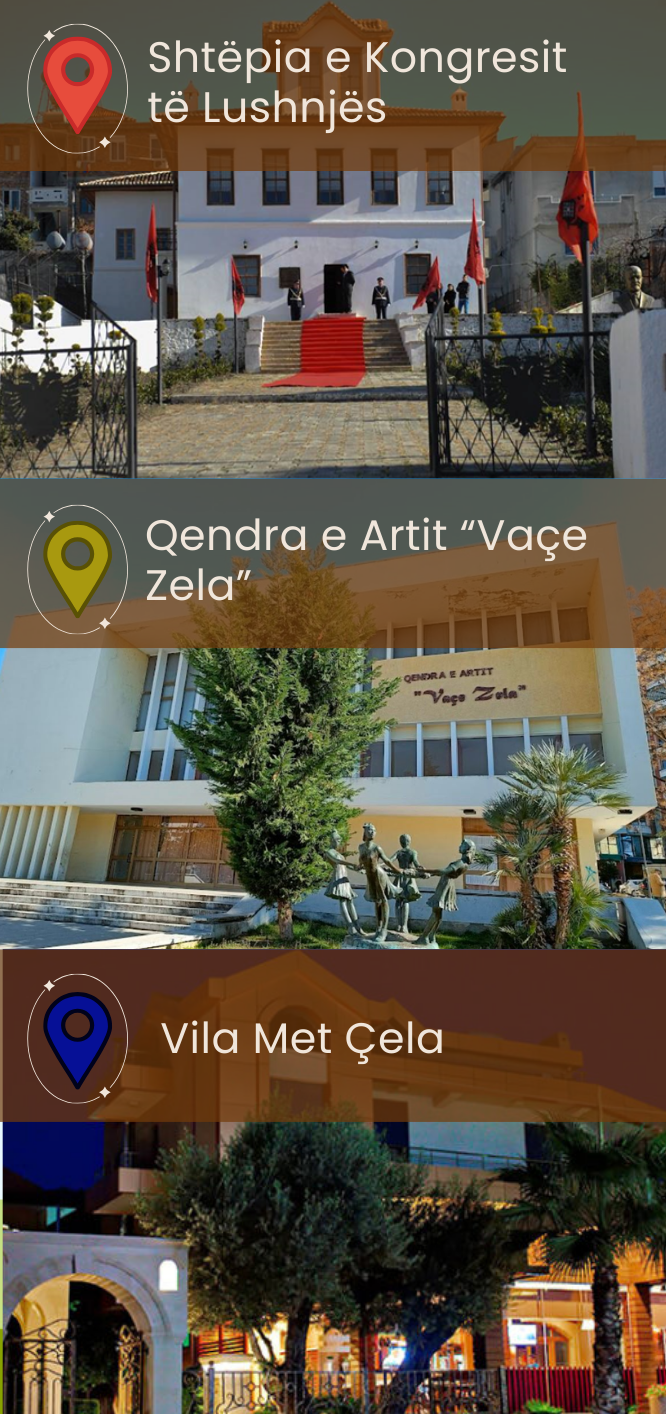 Shtëpia e Kongresit
të Lushnjës
Qendra e Artit “Vaçe
Zela”
QENDRA E ARTIT
"Vaçe Zela"
Vila Met Çela